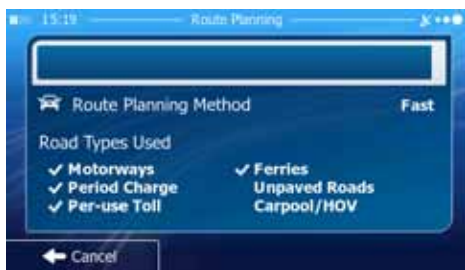 15:19 Route Planning
Route Planning Method Fast
Road Types Used
Motorways Ferries
Period Charge Unpaved Roads
Per-use Toll Carpool/HOV
Cancel